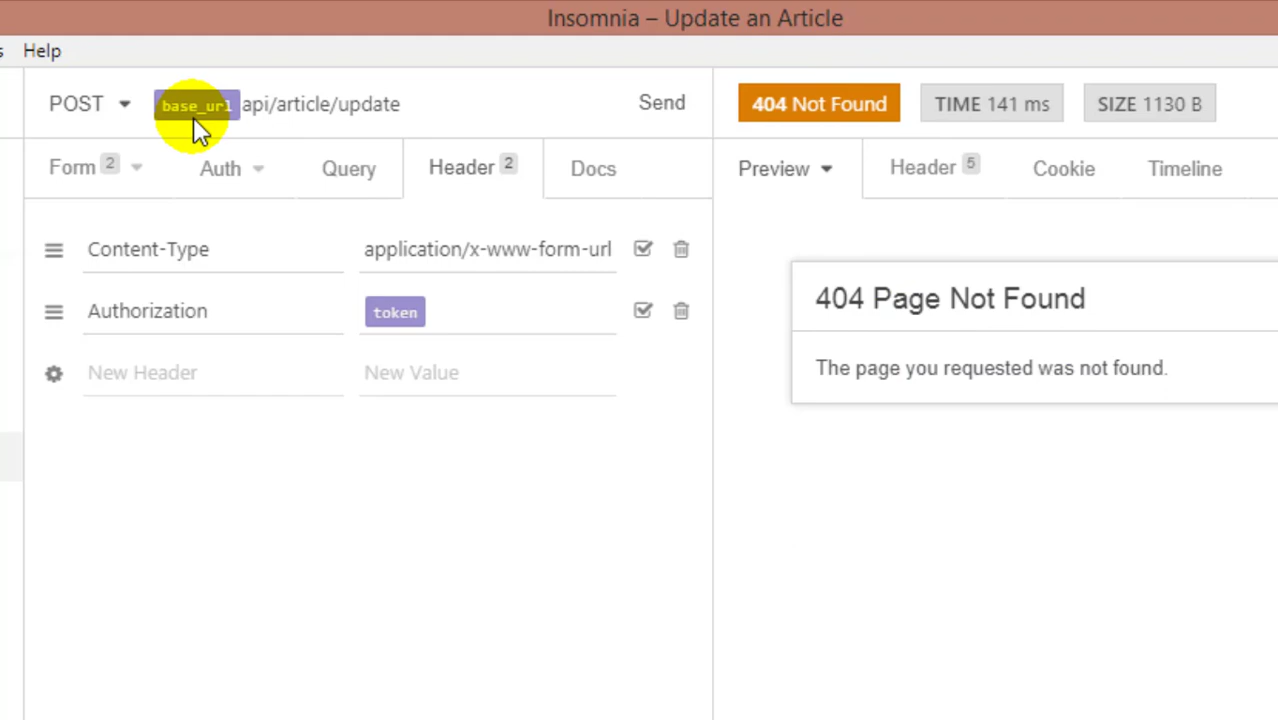 Insomnia – Update an Article
s Help
POST base_url api/article/update Send 404 Not Found TIME 141 ms SIZE 1130 B
Form 2 Auth Query Header 2 Docs Preview Header 5 Cookie Timeline
Content-Type application/x-www-form-url
Authorization token
New Header New Value
404 Page Not Found
The page you requested was not found.